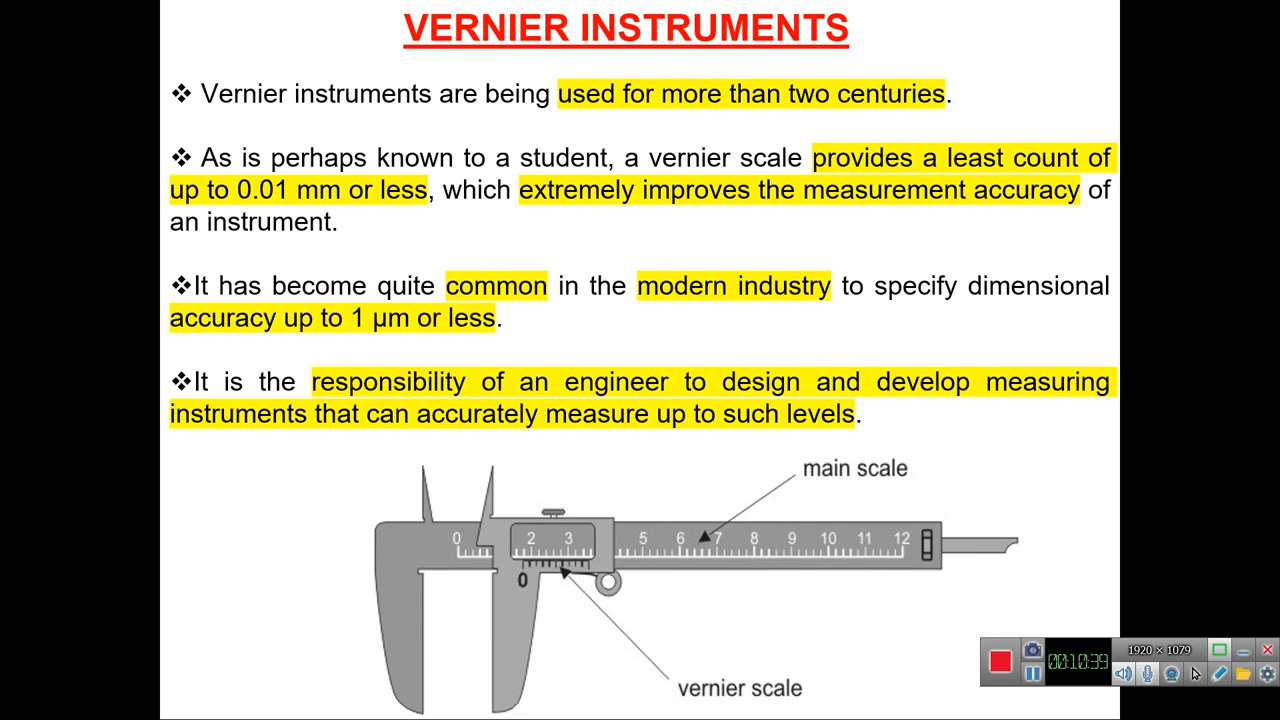 VERNIER INSTRUMENTS
❖ Vernier instruments are being used for more than two centuries.
❖ As is perhaps known to a student, a vernier scale provides a least count of
up to 0.01 mm or less, which extremely improves the measurement accuracy of
an instrument.
❖It has become quite common in the modern industry to specify dimensional
accuracy up to 1 μm or less.
❖It is the responsibility of an engineer to design and develop measuring
instruments that can accurately measure up to such levels.
main scale
0 2 3 5 6 7 8 9 10 11 12
0
vernier scale
1920 × 1079
00:10:39